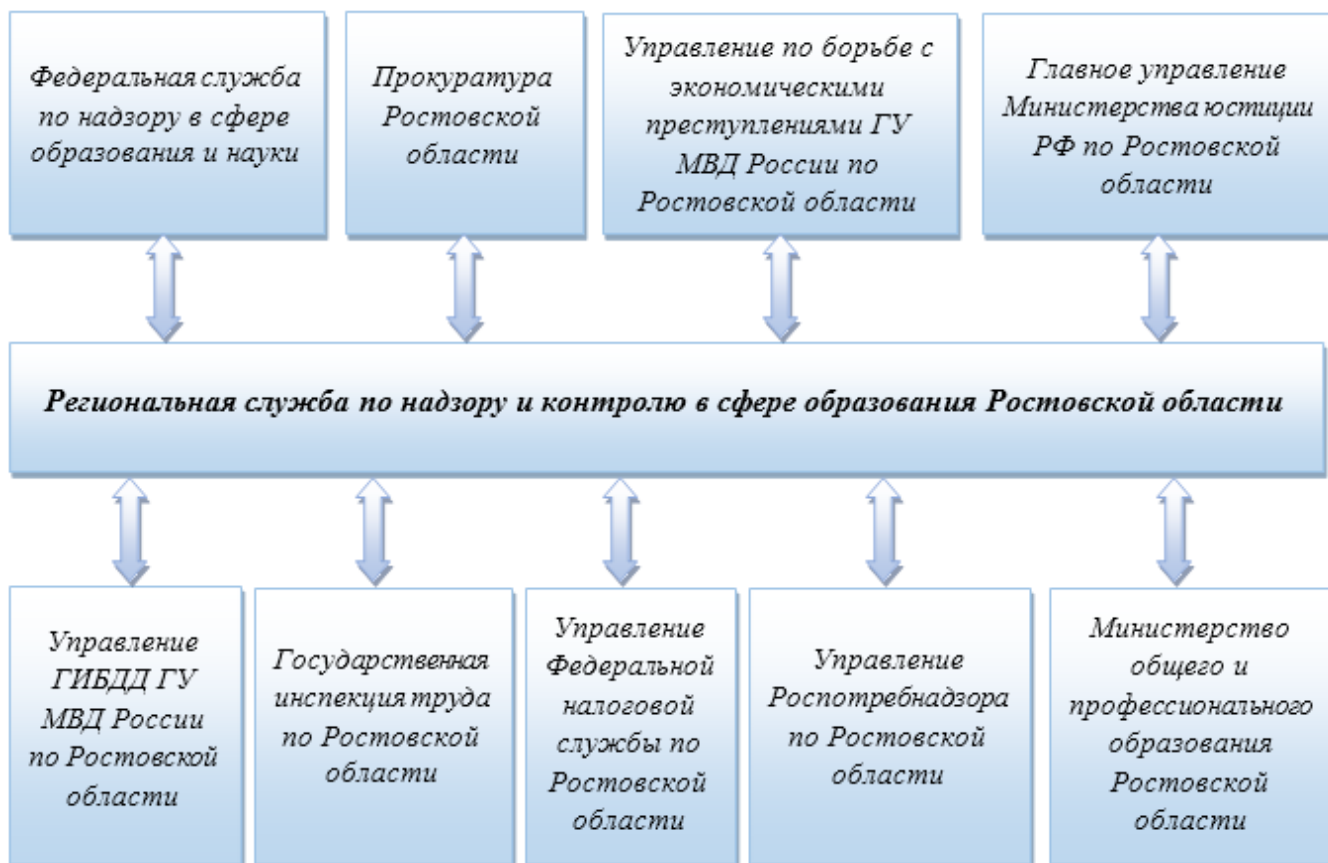 Федеральная служба
по надзору в сфере
образования и науки
Прокуратура
Ростовской
области
Управление по борьбе с
экономическими
преступлениями ГУ
МВД России по
Ростовской области
Главное управление
Министерства юстиции
РФ по Ростовской
области
Региональная служба по надзору и контролю в сфере образования Ростовской области
Управление
ГИБДД ГУ
МВД России
по Ростовской
области
Государственная
инспекция труда
по Ростовской
области
Управление
Федеральной
налоговой
службы по
Ростовской
области
Управление
Роспотребнадзора
по Ростовской
области
Министерство
общего и
профессионального
образования
Ростовской
области